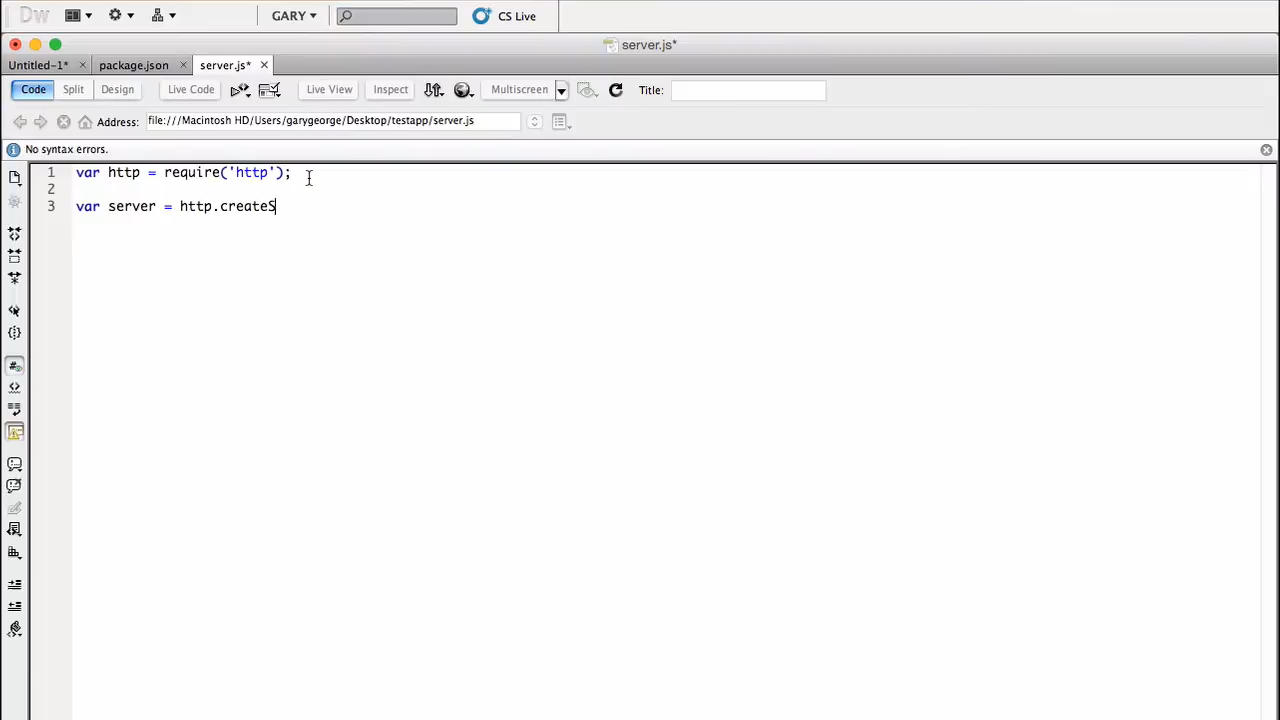 Dw GARY CS Live
server.js*
Untitled-1* package.json server.js*
Code Split Design Live Code Live View Inspect Multiscreen Title:
Address: file:///Macintosh HD/Users/garygeorge/Desktop/testapp/server.js
No syntax errors.
1 var http = require('http');
2
3 var server = http.createS